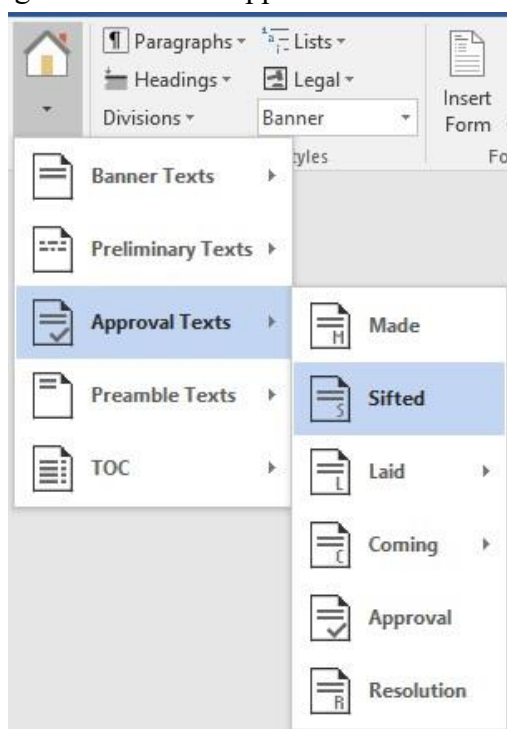 Paragraphs
Lists
Headings
Legal
Divisions
Banner
Insert
Form
Banner Texts
Preliminary Texts
Approval Texts
Made
Sifted
Preamble Texts
TOC
Laid
Coming
Approval
Resolution